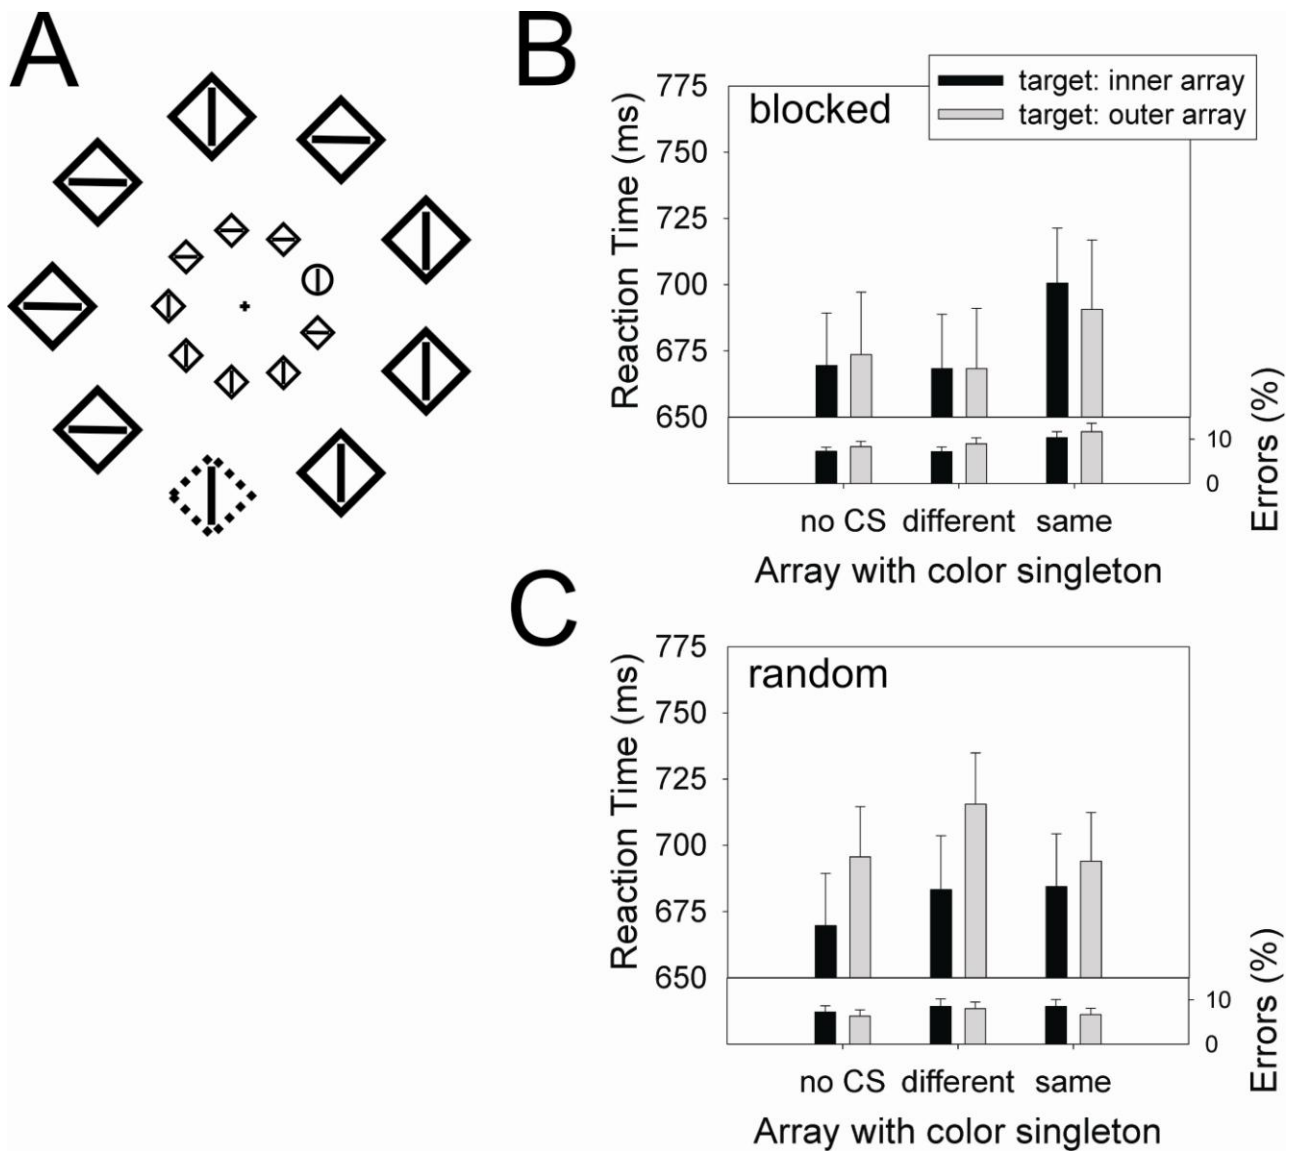 A
B
target: inner array
target: outer array
blocked
775
750
725
700
675
650
Reaction Time (ms)
10
0
Errors (%)
no CS different same
Array with color singleton
C
random
775
750
725
700
675
650
Reaction Time (ms)
10
0
Errors (%)
no CS different same
Array with color singleton